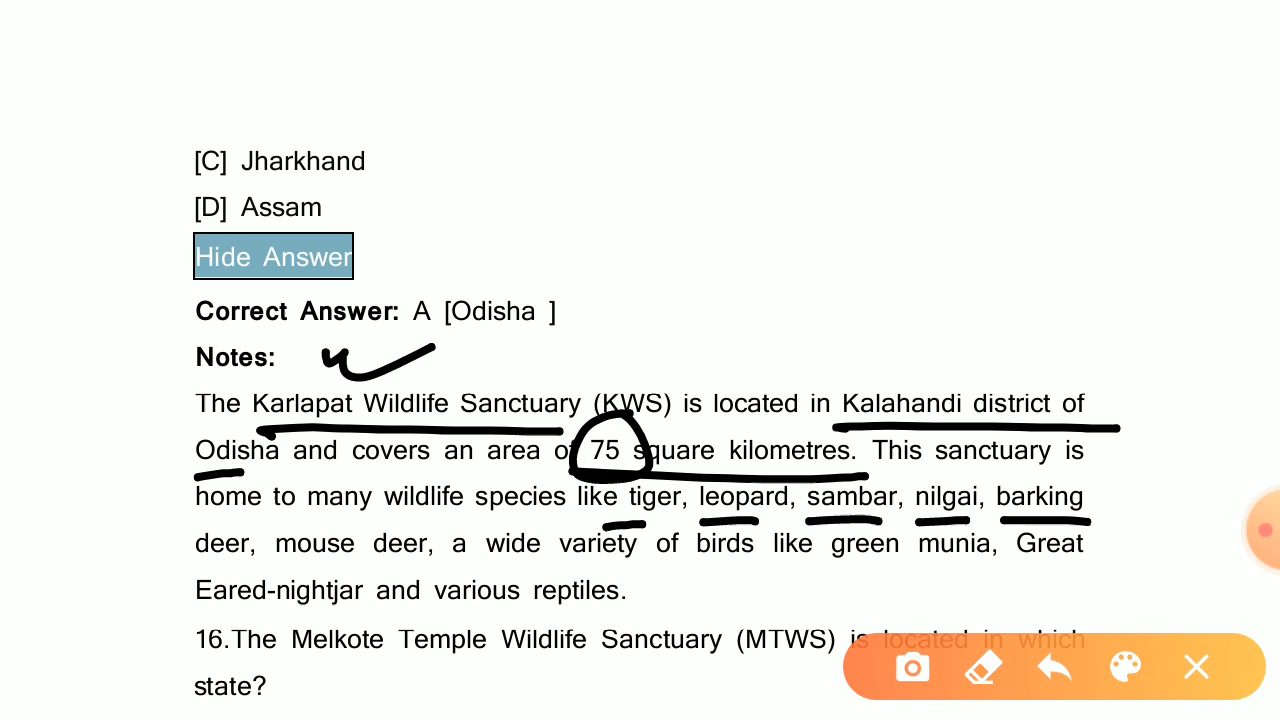 [C] Jharkhand
[D] Assam
Hide Answer
Correct Answer: A [Odisha ]
Notes:
The Karlapat Wildlife Sanctuary (KWS) is located in Kalahandi district of
Odisha and covers an area of 75 square kilometres. This sanctuary is
home to many wildlife species like tiger, leopard, sambar, nilgai, barking
deer, mouse deer, a wide variety of birds like green munia, Great
Eared-nightjar and various reptiles.
16.The Melkote Temple Wildlife Sanctuary (MTWS) is located in which
state?